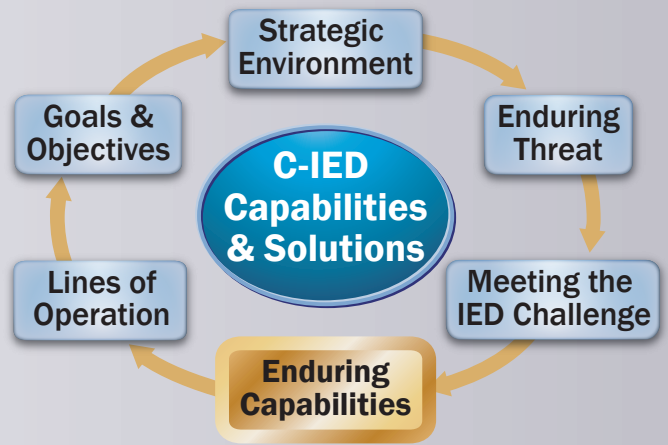 Strategic
Environment
Enduring
Threat
Meeting the
IED Challenge
Enduring
Capabilities
Lines of
Operation
Goals &
Objectives
C-IED
Capabilities
& Solutions